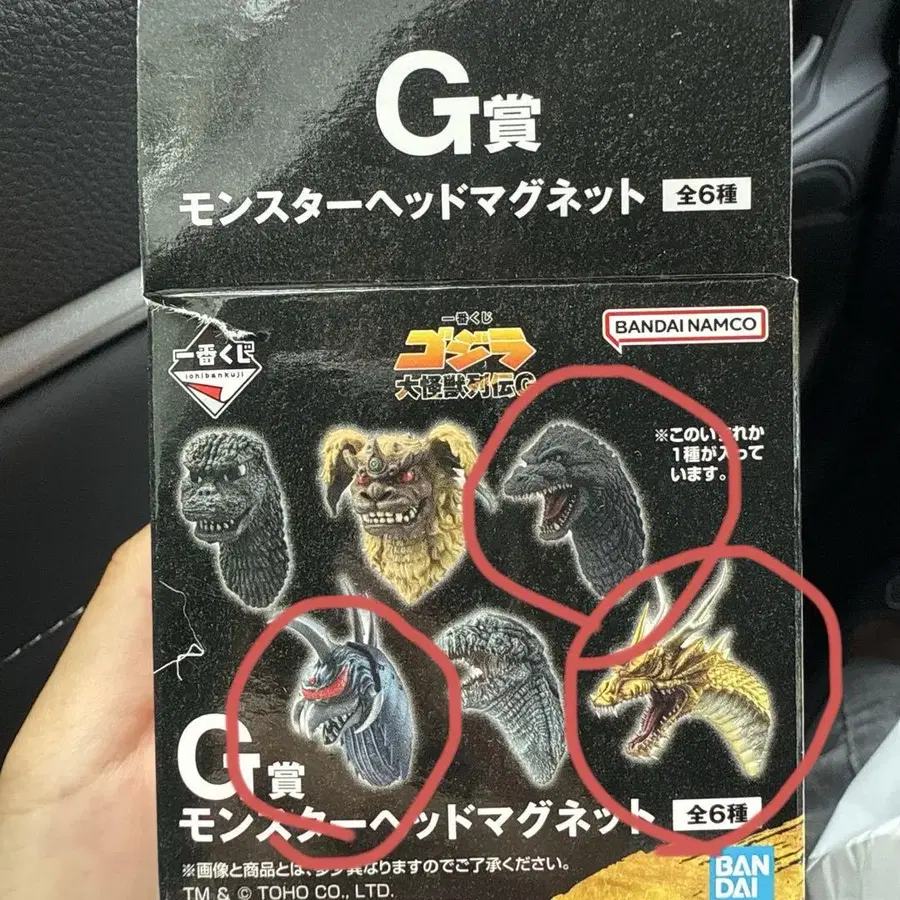 G賞
モンスターヘッドマグネット 全6種
一番くじ
ichibankuji
一番くじ
ゴジラ
大怪獣列伝G
BANDAI NAMCO
※このいずれか
1種が入って
います。
G賞
モンスターヘッドマグネット 全6種
※画像と商品とは、多少異なりますのでご了承ください。
TM & © TOHO CO., LTD.
BAN
DAI